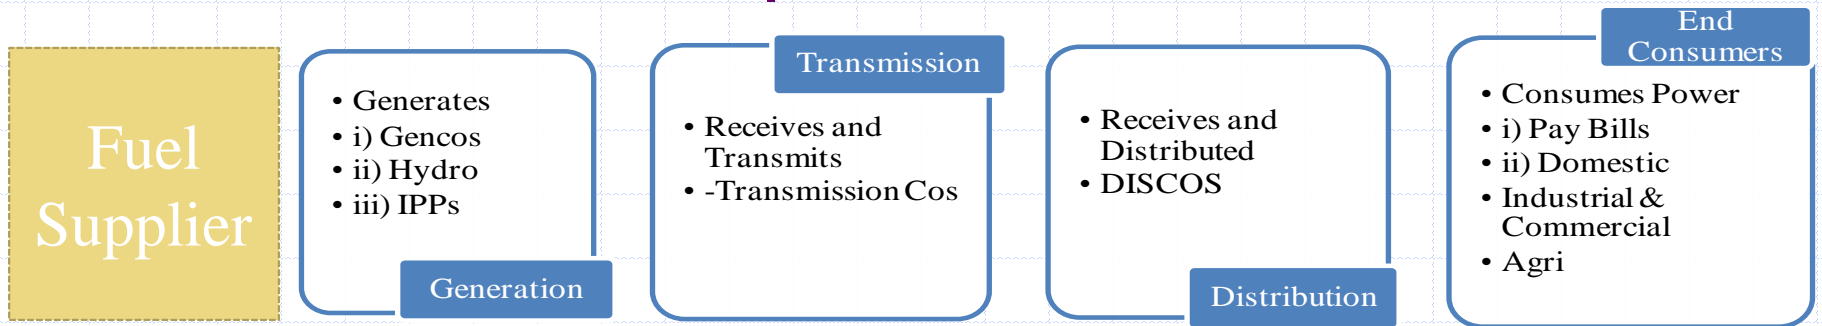 Fuel
Supplier
• Generates
• i) Gencos
• ii) Hydro
• iii) IPPs
Generation
Transmission
• Receives and
Transmits
• -Transmission Cos
• Receives and
Distributed
• DISCOS
Distribution
End
Consumers
• Consumes Power
• i) Pay Bills
• ii) Domestic
• Industrial &
Commercial
• Agri